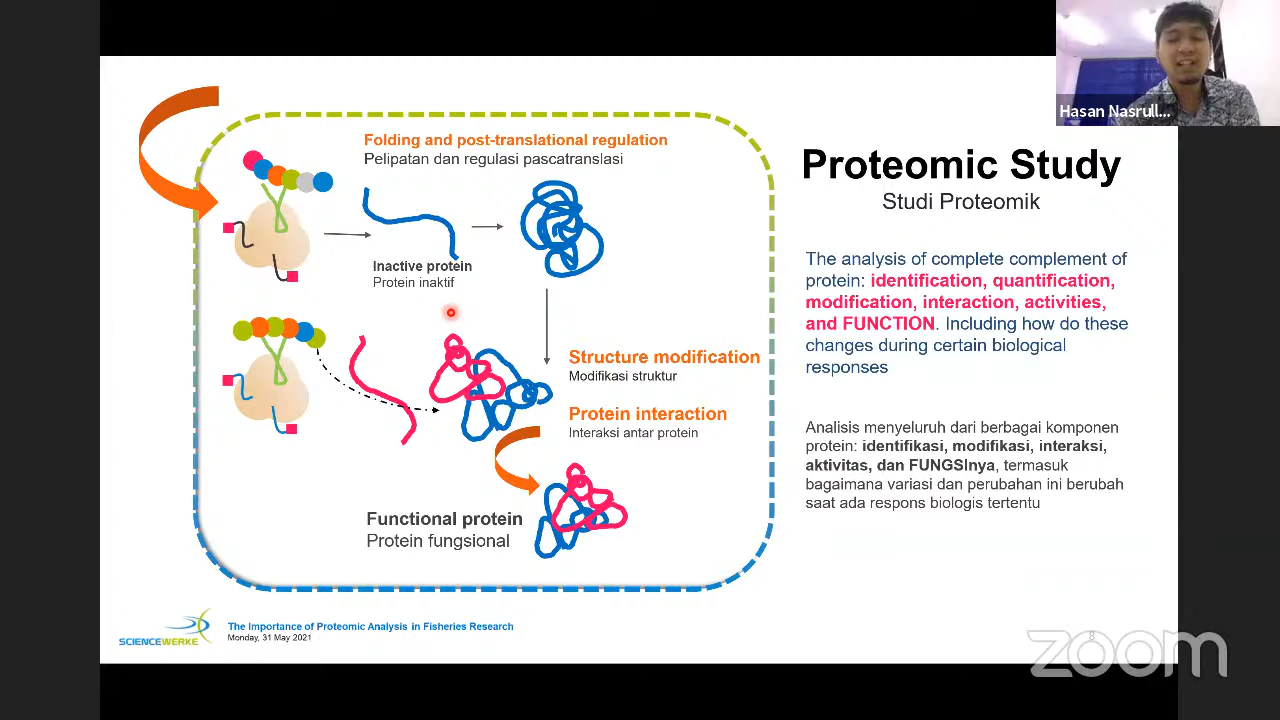 Hasan Nasrull...
Folding and post-translational regulation
Pelipatan dan regulasi pascatranslasi
Inactive protein
Protein inaktif
Structure modification
Modifikasi struktur
Protein interaction
Interaksi antar protein
Functional protein
Protein fungsional
Proteomic Study
Studi Proteomik
The analysis of complete complement of
protein: identification, quantification,
modification, interaction, activities,
and FUNCTION. Including how do these
changes during certain biological
responses
Analisis menyeluruh dari berbagai komponen
protein: identifikasi, modifikasi, interaksi,
aktivitas, dan FUNGSInya, termasuk
bagaimana variasi dan perubahan ini berubah
saat ada respons biologis tertentu
SCIENCEWERKE
The Importance of Proteomic Analysis in Fisheries Research
Monday, 31 May 2021
8
zoom